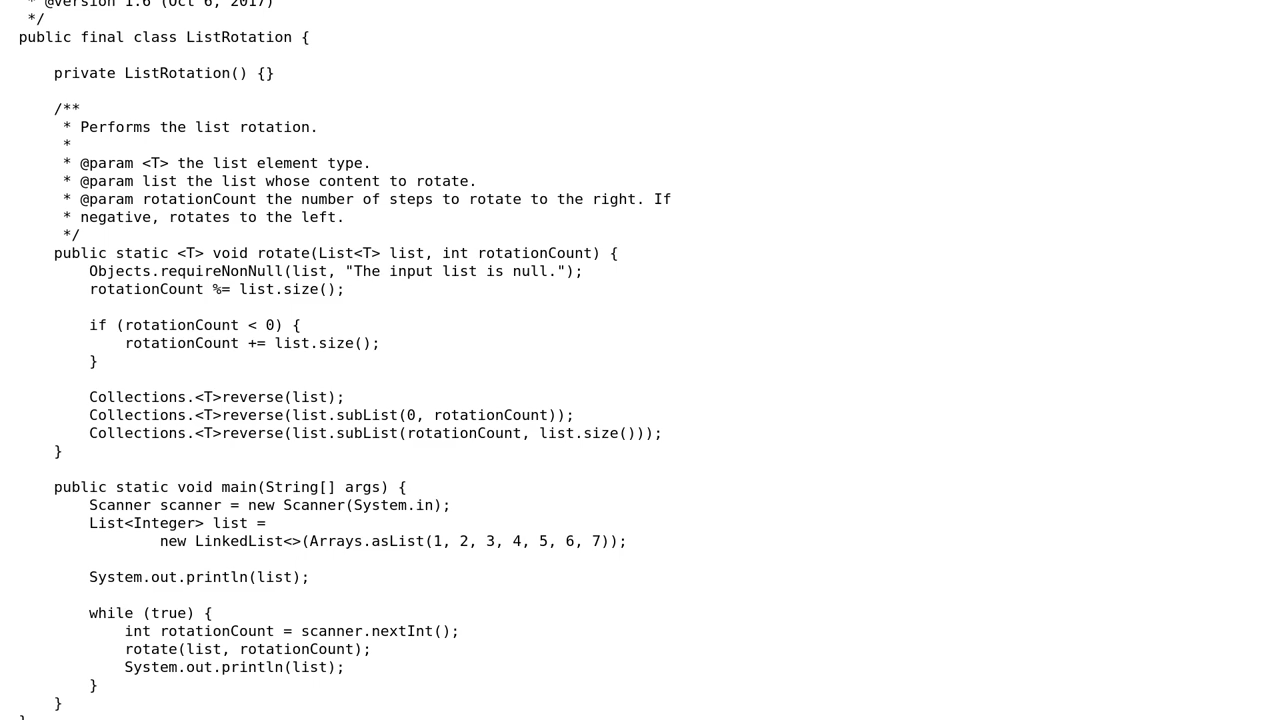 * @version 1.6 (Oct 6, 2017)
 */
public final class ListRotation {

    private ListRotation() {}

    /**
     * Performs the list rotation.
     *
     * @param <T> the list element type.
     * @param list the list whose content to rotate.
     * @param rotationCount the number of steps to rotate to the right. If
     * negative, rotates to the left.
     */
    public static <T> void rotate(List<T> list, int rotationCount) {
        Objects.requireNonNull(list, "The input list is null.");
        rotationCount %= list.size();

        if (rotationCount < 0) {
            rotationCount += list.size();
        }

        Collections.<T>reverse(list);
        Collections.<T>reverse(list.subList(0, rotationCount));
        Collections.<T>reverse(list.subList(rotationCount, list.size()));
    }

    public static void main(String[] args) {
        Scanner scanner = new Scanner(System.in);
        List<Integer> list =
                new LinkedList<>(Arrays.asList(1, 2, 3, 4, 5, 6, 7));

        System.out.println(list);

        while (true) {
            int rotationCount = scanner.nextInt();
            rotate(list, rotationCount);
            System.out.println(list);
        }
    }
}